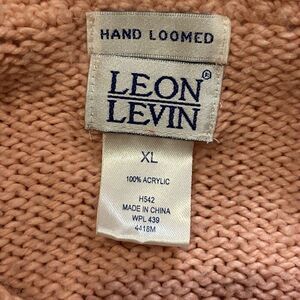 HAND LOOMED
LEON®
LEVIN
XL
100% ACRYLIC
H542
MADE IN CHINA
WPL 439
4418M